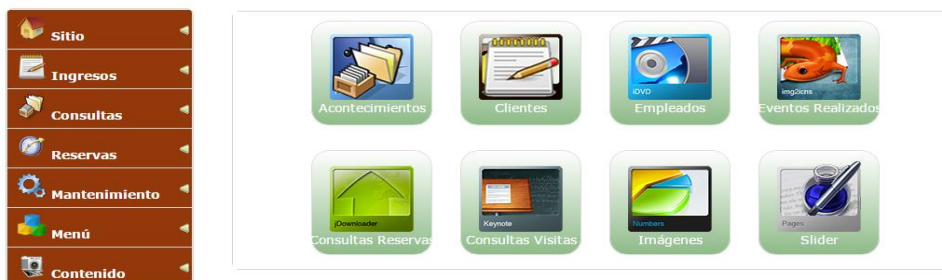 Sitio
Ingresos
Consultas
Reservas
Mantenimiento
Menú
Contenido
Acontecimientos
Clientes
iDVD
Empleados
img2icns
Eventos Realizados
jDownloader
Consultas Reservas
Keynote
Consultas Visitas
Numbers
Imágenes
Pages
Slider